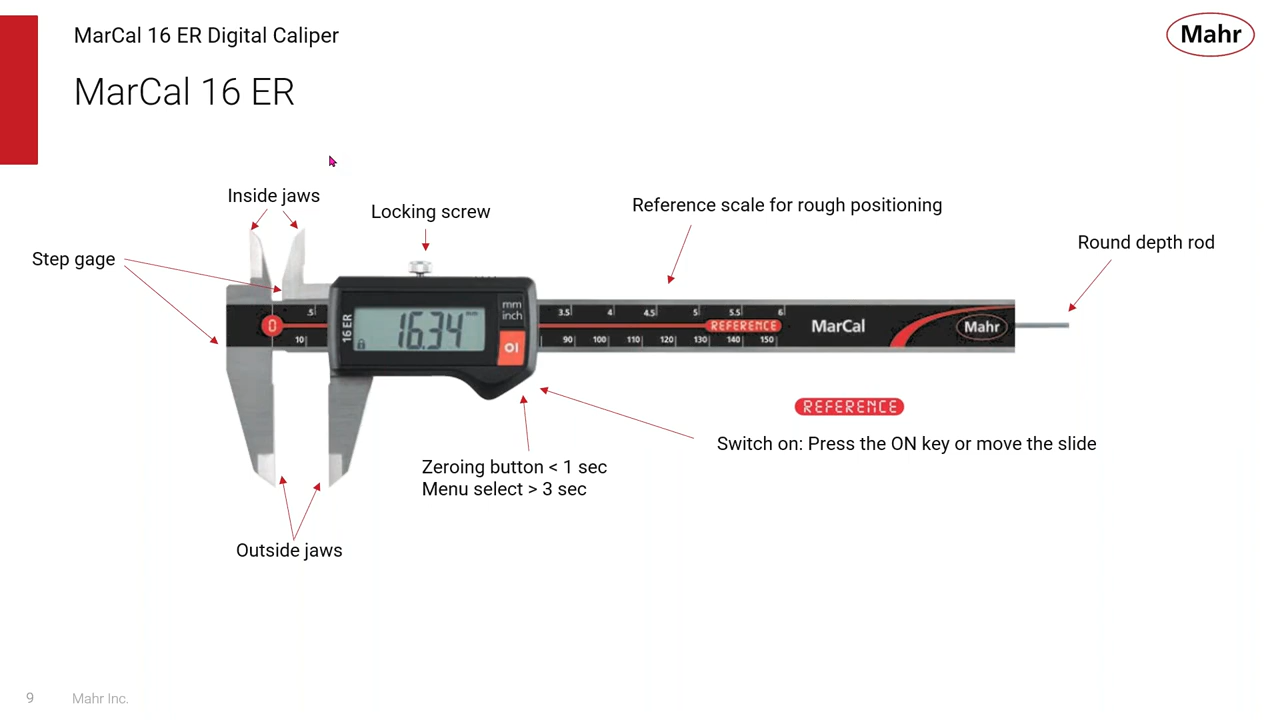 MarCal 16 ER Digital Caliper
Mahr
MarCal 16 ER
Inside jaws
Locking screw
Reference scale for rough positioning
Round depth rod
Step gage
16 ER
16.34 mm
mm
inch
.5 3.5 4 4.5 5 5.5 6
0
REFERENCE
MarCal
Mahr
10 90 100 110 120 130 140 150
REFERENCE
Switch on: Press the ON key or move the slide
Zeroing button < 1 sec
Menu select > 3 sec
Outside jaws
9 Mahr Inc.